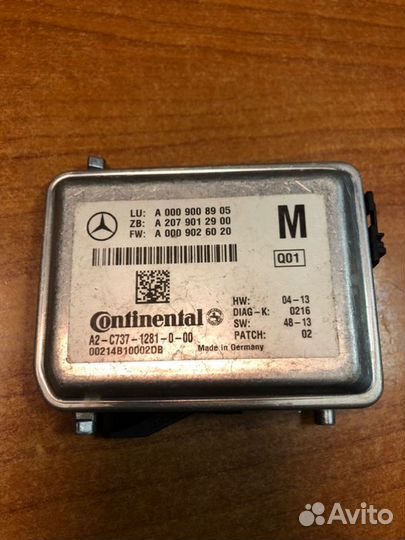 LU: A 000 900 89 05
ZB: A 207 901 29 00
FW: A 000 902 60 20
M
Q01
Continental
A2-C737-1281-0-00
00214B10002DB
Made in Germany
HW: 04-13
DIAG-K: 0216
SW: 48-13
PATCH: 02
Avito